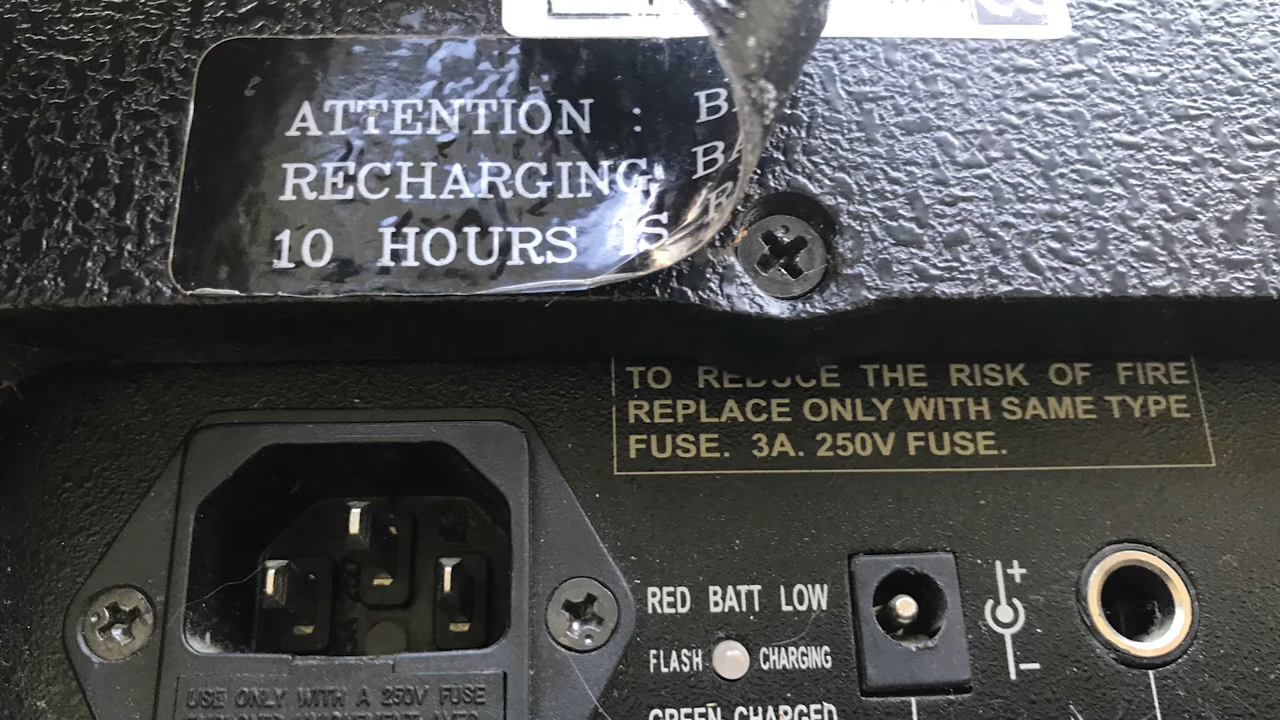 ATTENTION :
RECHARGING,
10 HOURS IS
TO REDUCE THE RISK OF FIRE
REPLACE ONLY WITH SAME TYPE
FUSE. 3A. 250V FUSE.
RED BATT LOW
FLASH CHARGING
GREEN CHARGED
+
-
USE ONLY WITH A 250V FUSE